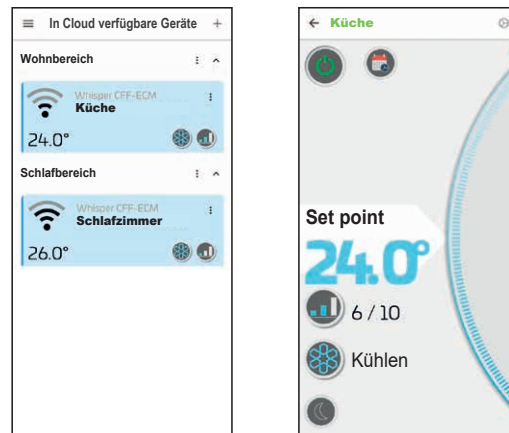 In Cloud verfügbare Geräte
Wohnbereich
Whisper CFF-ECM
Küche
24.0°
Schlafbereich
Whisper CFF-ECM
Schlafzimmer
26.0°
Küche
Set point
24.0°
6 / 10
Kühlen